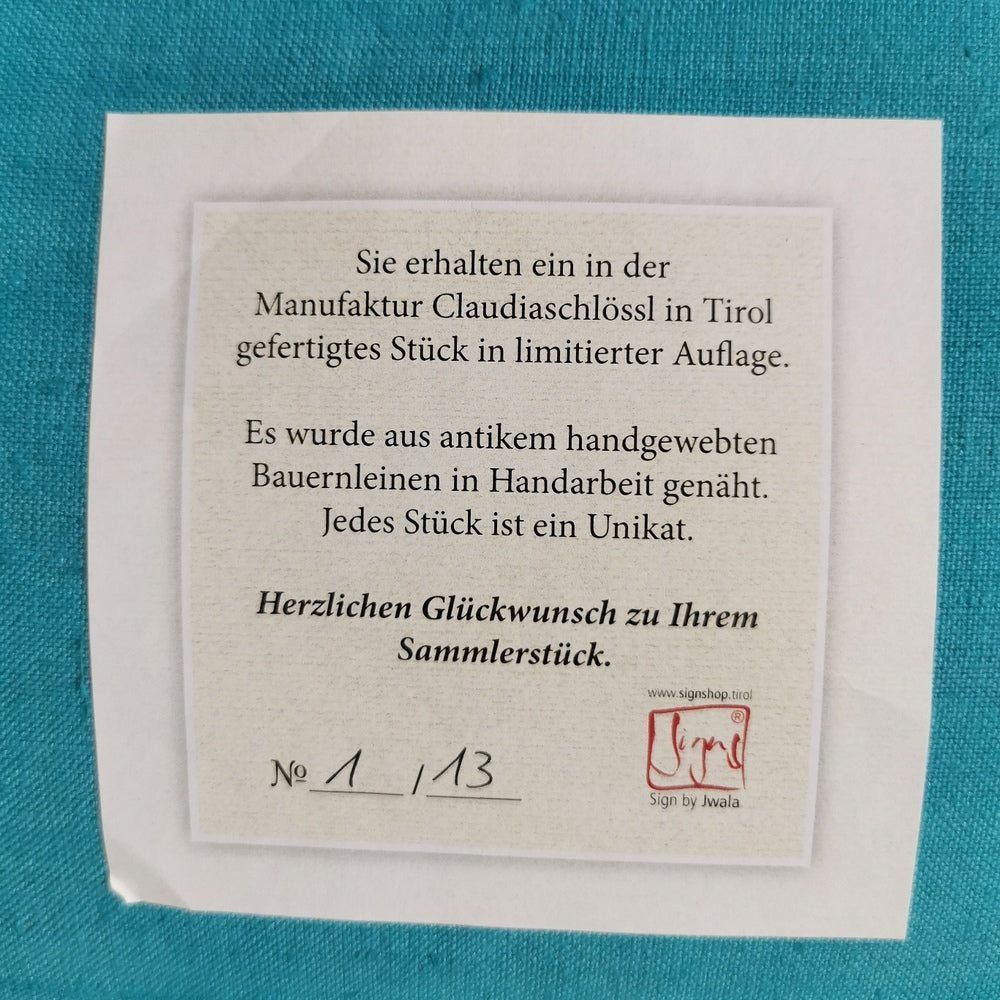 Sie erhalten ein in der
Manufaktur Claudiaschlössl in Tirol
gefertigtes Stück in limitierter Auflage.
Es wurde aus antikem handgewebten
Bauernleinen in Handarbeit genäht.
Jedes Stück ist ein Unikat.
Herzlichen Glückwunsch zu Ihrem
Sammlerstück.
www.signshop.tirol
Signs®
№ 1 / 13
Sign by Jwala